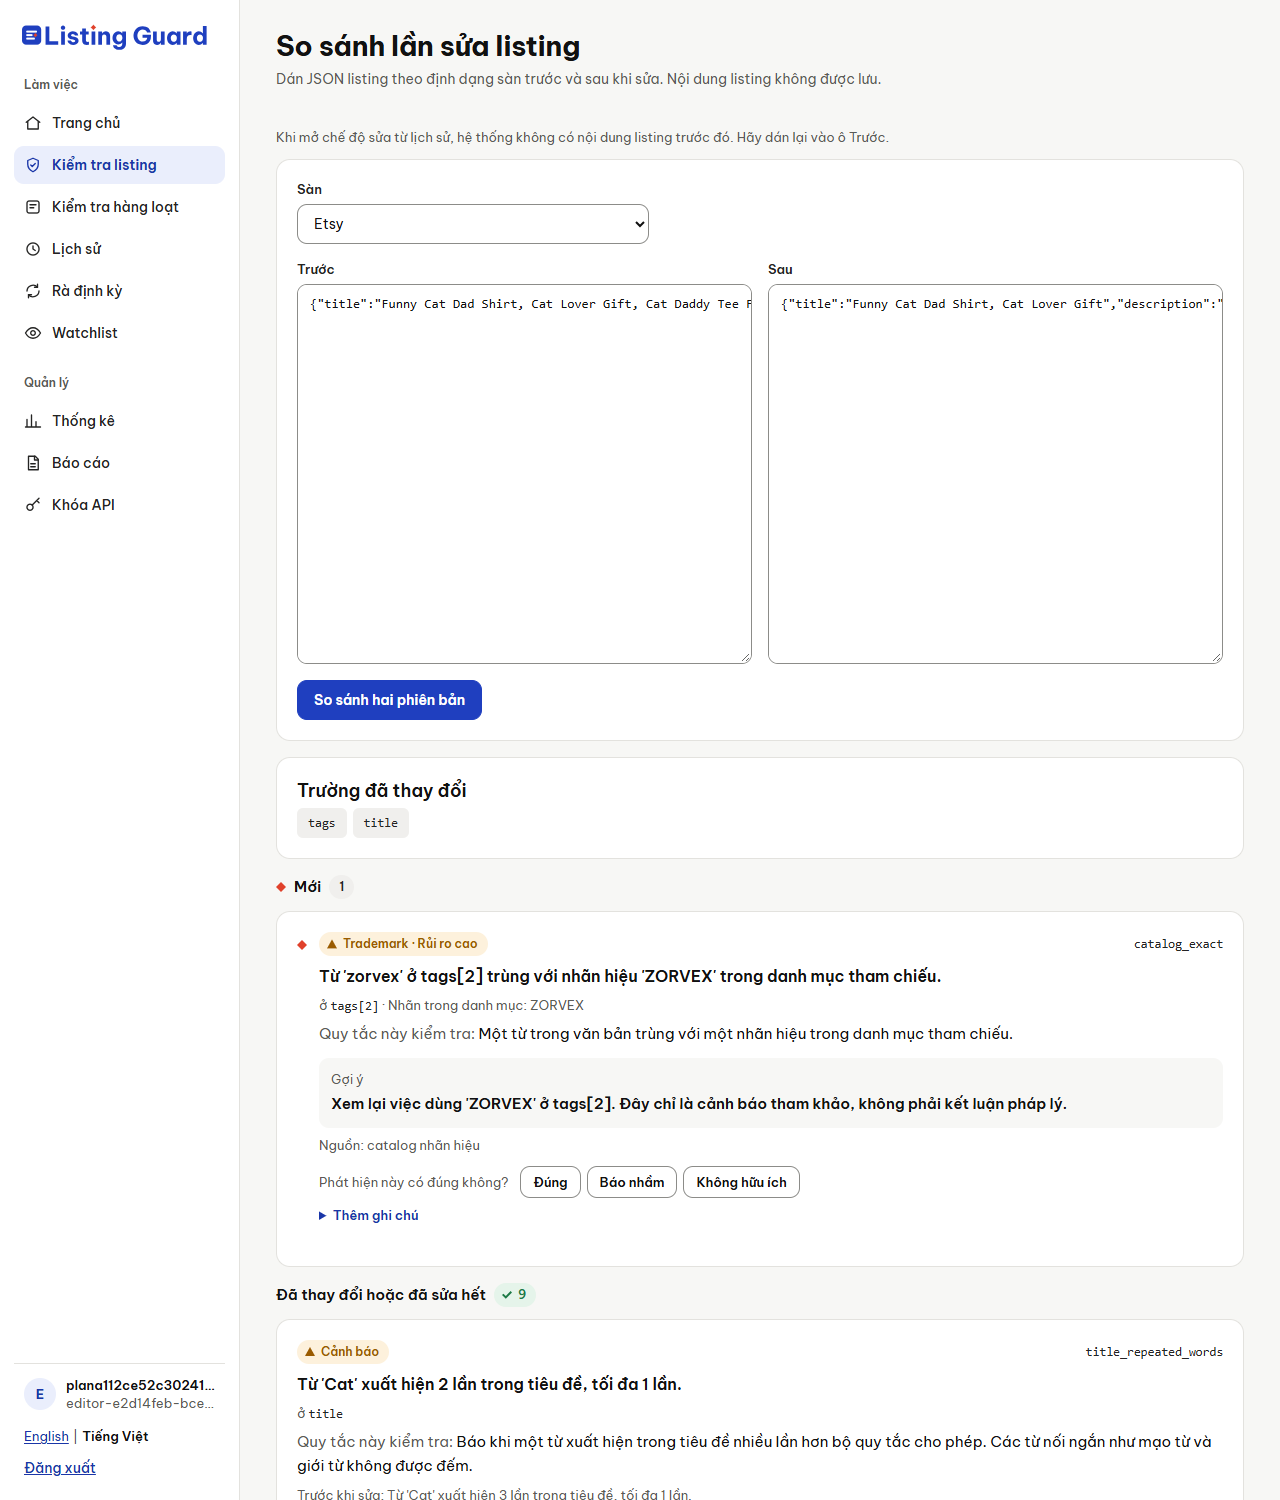 Listing Guard
Làm việc
Trang chủ
Kiểm tra listing
Kiểm tra hàng loạt
Lịch sử
Rà định kỳ
Watchlist
Quản lý
Thống kê
Báo cáo
Khóa API
E
plana112ce52c30241...
editor-e2d14feb-bce...
English | Tiếng Việt
Đăng xuất
So sánh lần sửa listing
Dán JSON listing theo định dạng sàn trước và sau khi sửa. Nội dung listing không được lưu.
Khi mở chế độ sửa từ lịch sử, hệ thống không có nội dung listing trước đó. Hãy dán lại vào ô Trước.
Sàn
Etsy
Trước
{"title":"Funny Cat Dad Shirt, Cat Lover Gift, Cat Daddy Tee
Sau
{"title":"Funny Cat Dad Shirt, Cat Lover Gift","description":"
So sánh hai phiên bản
Trường đã thay đổi
tags title
Mới 1
Trademark · Rủi ro cao
catalog_exact
Từ 'zorvex' ở tags[2] trùng với nhãn hiệu 'ZORVEX' trong danh mục tham chiếu.
ở tags[2] · Nhãn trong danh mục: ZORVEX
Quy tắc này kiểm tra: Một từ trong văn bản trùng với một nhãn hiệu trong danh mục tham chiếu.
Gợi ý
Xem lại việc dùng 'ZORVEX' ở tags[2]. Đây chỉ là cảnh báo tham khảo, không phải kết luận pháp lý.
Nguồn: catalog nhãn hiệu
Phát hiện này có đúng không? Đúng Báo nhầm Không hữu ích
Thêm ghi chú
Đã thay đổi hoặc đã sửa hết 9
Cảnh báo
title_repeated_words
Từ 'Cat' xuất hiện 2 lần trong tiêu đề, tối đa 1 lần.
ở title
Quy tắc này kiểm tra: Báo khi một từ xuất hiện trong tiêu đề nhiều lần hơn bộ quy tắc cho phép. Các từ nối ngắn như mạo từ và
giới từ không được đếm.
Trước khi sửa: Từ 'Cat' xuất hiện 3 lần trong tiêu đề, tối đa 1 lần.